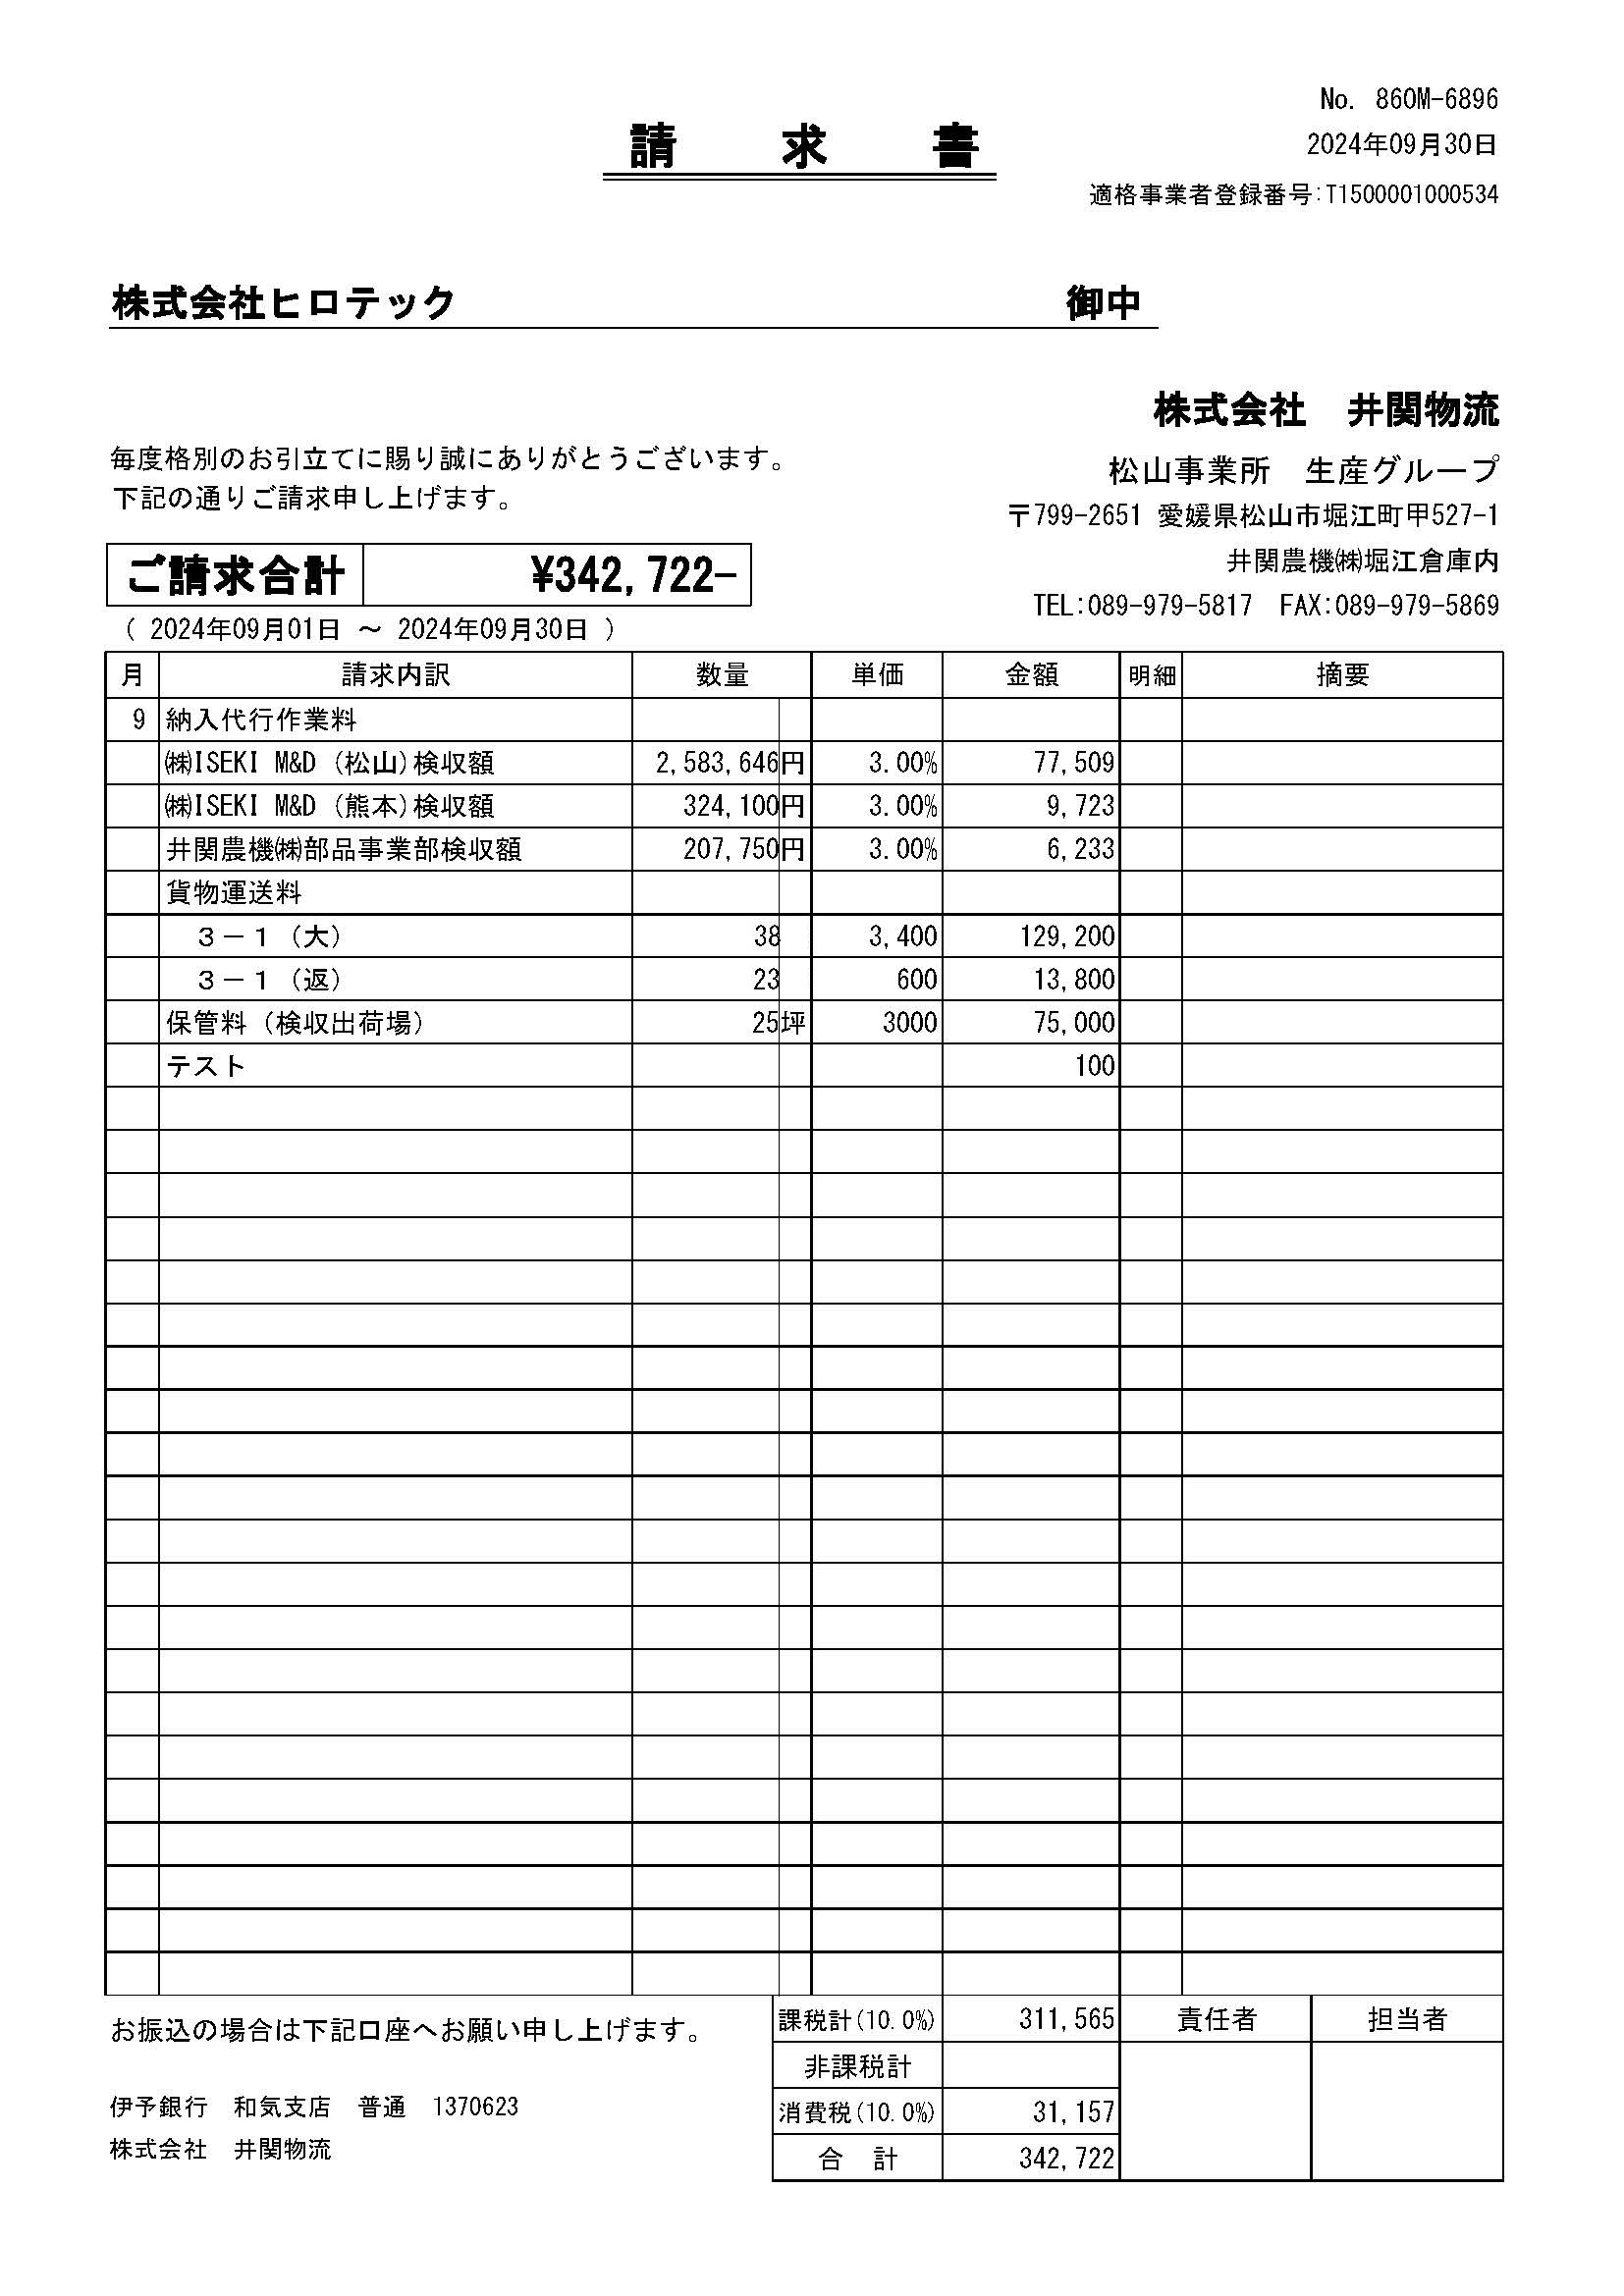 No. 860M-6896
請求書
2024年09月30日
適格事業者登録番号:T1500001000534
株式会社ヒロテック 御中
株式会社 井関物流
毎度格別のお引立てに賜り誠にありがとうございます。
松山事業所 生産グループ
下記の通りご請求申し上げます。
〒799-2651 愛媛県松山市堀江町甲527-1
井関農機㈱堀江倉庫内
ご請求合計 ¥342,722-
TEL:089-979-5817 FAX:089-979-5869
( 2024年09月01日 ～ 2024年09月30日 )
月 請求内訳 数量 単価 金額 明細 摘要
9 納入代行作業料
㈱ISEKI M&D (松山)検収額 2,583,646円 3.00% 77,509
㈱ISEKI M&D (熊本)検収額 324,100円 3.00% 9,723
井関農機㈱部品事業部検収額 207,750円 3.00% 6,233
貨物運送料
３－１（大） 38 3,400 129,200
３－１（返） 23 600 13,800
保管料（検収出荷場） 25坪 3000 75,000
テスト 100
お振込の場合は下記口座へお願い申し上げます。
課税計(10.0%) 311,565 責任者 担当者
非課税計
伊予銀行 和気支店 普通 1370623
消費税(10.0%) 31,157
株式会社 井関物流
合 計 342,722